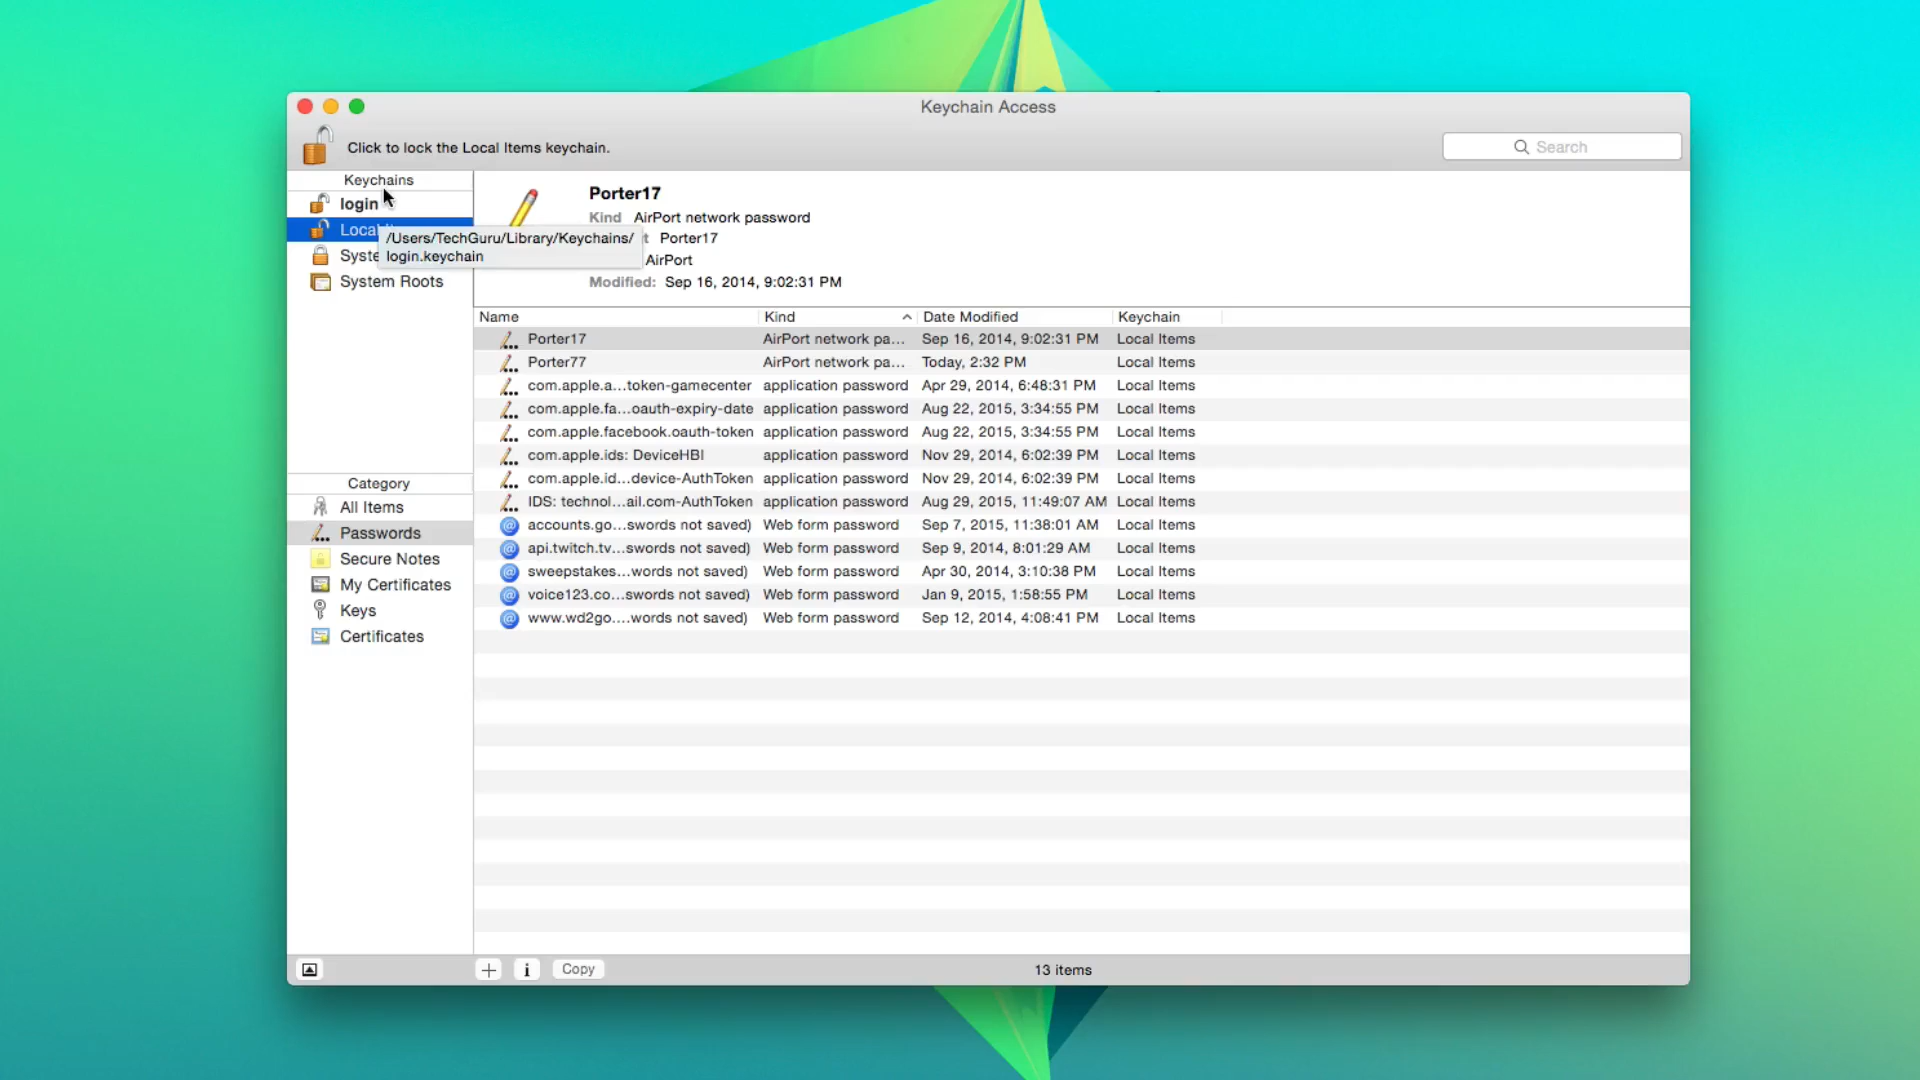 Keychain Access
Click to lock the Local Items keychain.
Search
Keychains
login
Loca
Syste
System Roots
/Users/TechGuru/Library/Keychains/
login.keychain
Porter17
Kind AirPort network password
t Porter17
AirPort
Modified: Sep 16, 2014, 9:02:31 PM
Name Kind Date Modified Keychain
Porter17 AirPort network pa... Sep 16, 2014, 9:02:31 PM Local Items
Porter77 AirPort network pa... Today, 2:32 PM Local Items
com.apple.a...token-gamecenter application password Apr 29, 2014, 6:48:31 PM Local Items
com.apple.fa...oauth-expiry-date application password Aug 22, 2015, 3:34:55 PM Local Items
com.apple.facebook.oauth-token application password Aug 22, 2015, 3:34:55 PM Local Items
com.apple.ids: DeviceHBI application password Nov 29, 2014, 6:02:39 PM Local Items
com.apple.id...device-AuthToken application password Nov 29, 2014, 6:02:39 PM Local Items
IDS: technol...ail.com-AuthToken application password Aug 29, 2015, 11:49:07 AM Local Items
accounts.go...swords not saved) Web form password Sep 7, 2015, 11:38:01 AM Local Items
api.twitch.tv...swords not saved) Web form password Sep 9, 2014, 8:01:29 AM Local Items
sweepstakes...words not saved) Web form password Apr 30, 2014, 3:10:38 PM Local Items
voice123.co...swords not saved) Web form password Jan 9, 2015, 1:58:55 PM Local Items
www.wd2go....words not saved) Web form password Sep 12, 2014, 4:08:41 PM Local Items
Category
All Items
Passwords
Secure Notes
My Certificates
Keys
Certificates
Copy
13 items